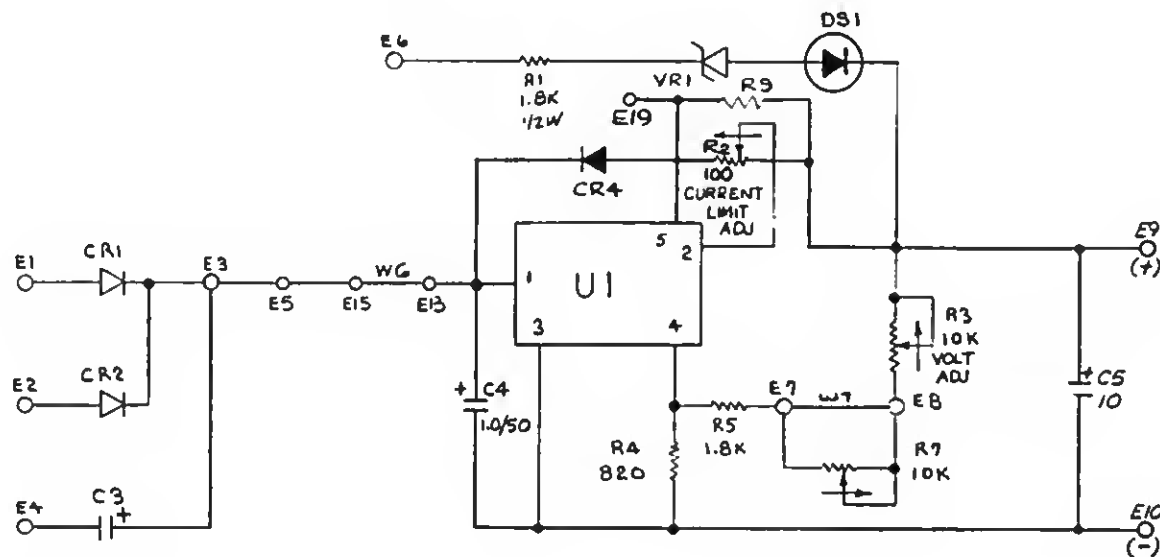 E6
R1
1.8K
1/2W
VR1
DS1
E19
R9
CR4
R2
100
CURRENT
LIMIT
ADJ
E1
CR1
E3
E5
E15
W6
E13
1
5
2
U1
3
4
E9
(+)
R3
10K
VOLT
ADJ
E2
CR2
+
C4
1.0/50
R4
820
R5
1.8K
E7
W7
E8
R7
10K
+
C5
10
E4
C3
+
E10
(-)